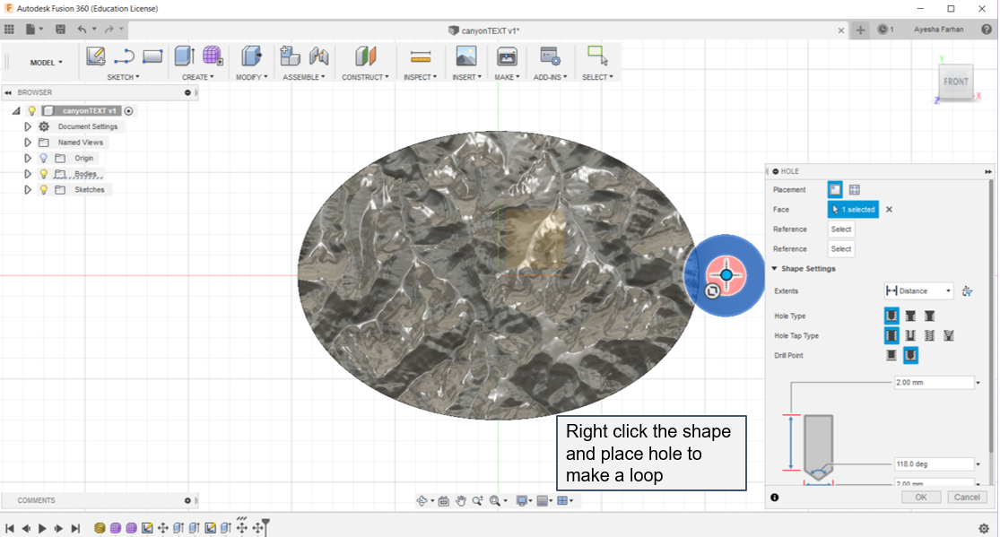 Autodesk Fusion 360 (Education License)
canyonTEXT v1*
1
Ayesha Farhan
MODEL
SKETCH
CREATE
MODIFY
ASSEMBLE
CONSTRUCT
INSPECT
INSERT
MAKE
ADD-INS
SELECT
BROWSER
canyonTEXT v1
Document Settings
Named Views
Origin
Bodies
Sketches
Y
FRONT
Z
X
HOLE
Placement
Face
1 selected
Reference
Select
Reference
Select
Shape Settings
Extents
Distance
Hole Type
Hole Tap Type
Drill Point
2.00 mm
118.0 deg
2.00 mm
OK
Cancel
Right click the shape
and place hole to
make a loop
COMMENTS